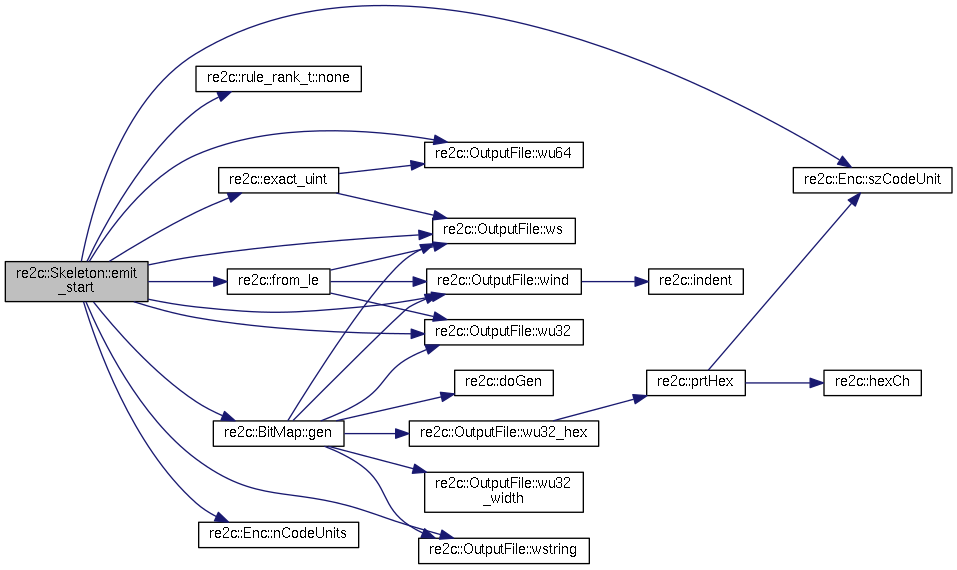 re2c::Skeleton::emit
_start
re2c::rule_rank_t::none
re2c::OutputFile::wu64
re2c::exact_uint
re2c::Enc::szCodeUnit
re2c::OutputFile::ws
re2c::from_le
re2c::OutputFile::wind
re2c::indent
re2c::OutputFile::wu32
re2c::doGen
re2c::prtHex
re2c::hexCh
re2c::BitMap::gen
re2c::OutputFile::wu32_hex
re2c::OutputFile::wu32
_width
re2c::Enc::nCodeUnits
re2c::OutputFile::wstring